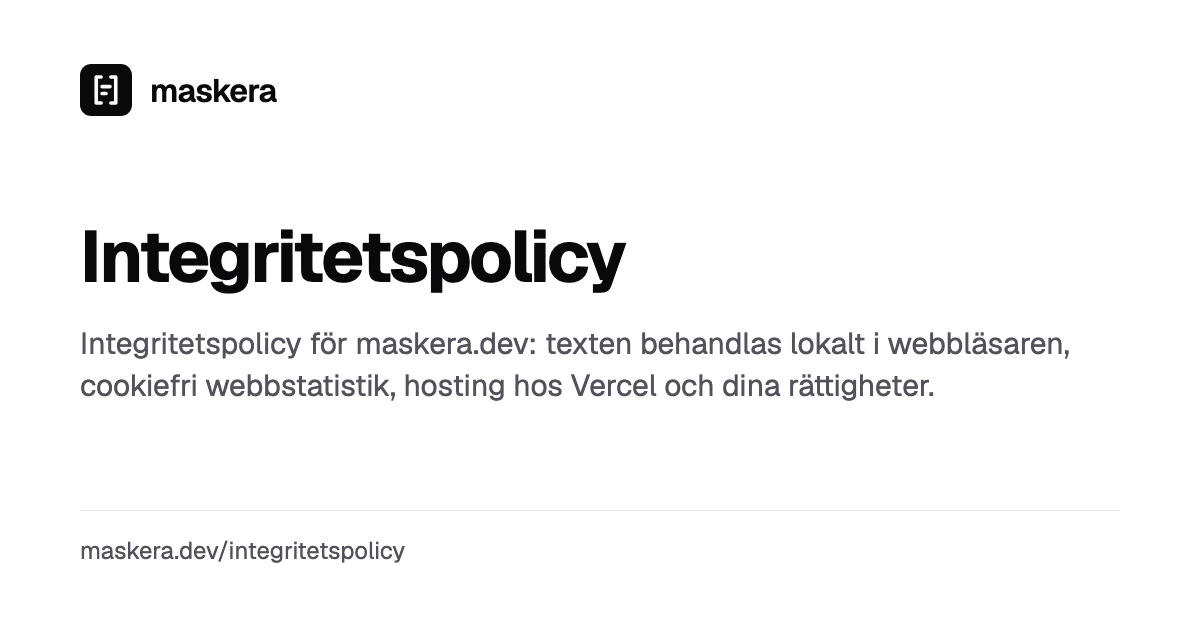 maskera
Integritetspolicy
Integritetspolicy för maskera.dev: texten behandlas lokalt i webbläsaren,
cookiefri webbstatistik, hosting hos Vercel och dina rättigheter.
maskera.dev/integritetspolicy